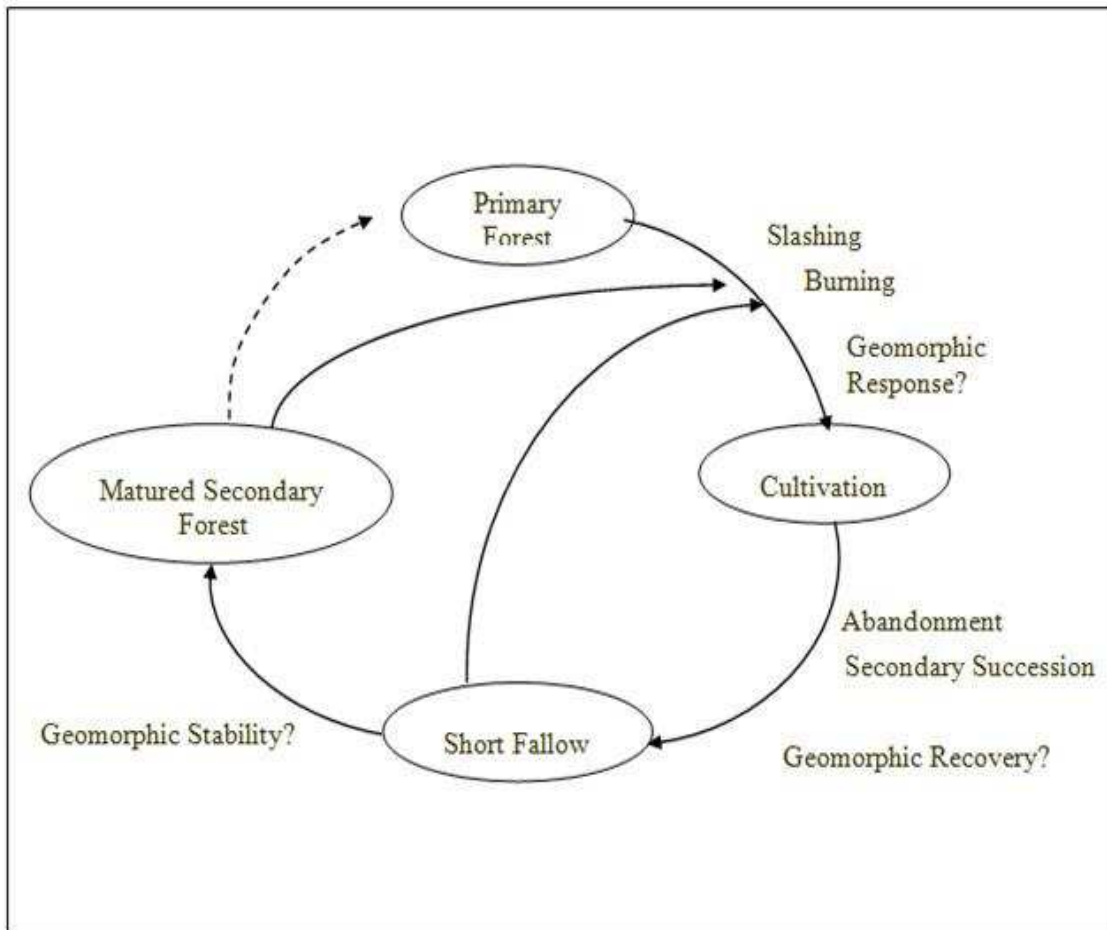 Primary
Forest
Slashing
Burning
Geomorphic
Response?
Matured Secondary
Forest
Cultivation
Abandonment
Secondary Succession
Geomorphic Stability?
Short Fallow
Geomorphic Recovery?